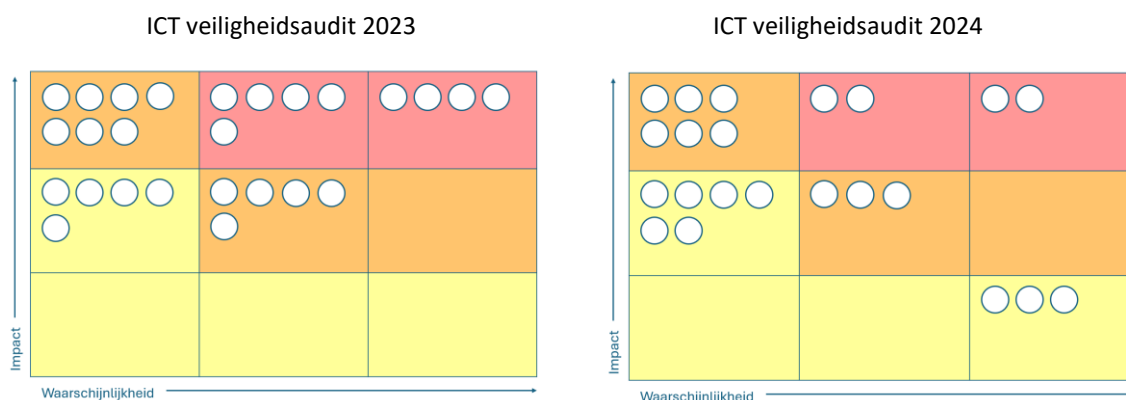 ICT veiligheidsaudit 2023
ICT veiligheidsaudit 2024
Impact
Waarschijnlijkheid
Impact
Waarschijnlijkheid